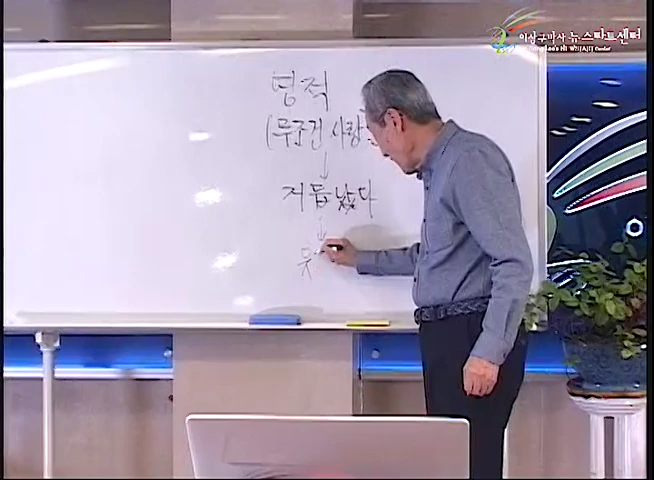 이상구박사 뉴스타트센터
영적
(무조건 사랑)
↓
거듭났다
↓